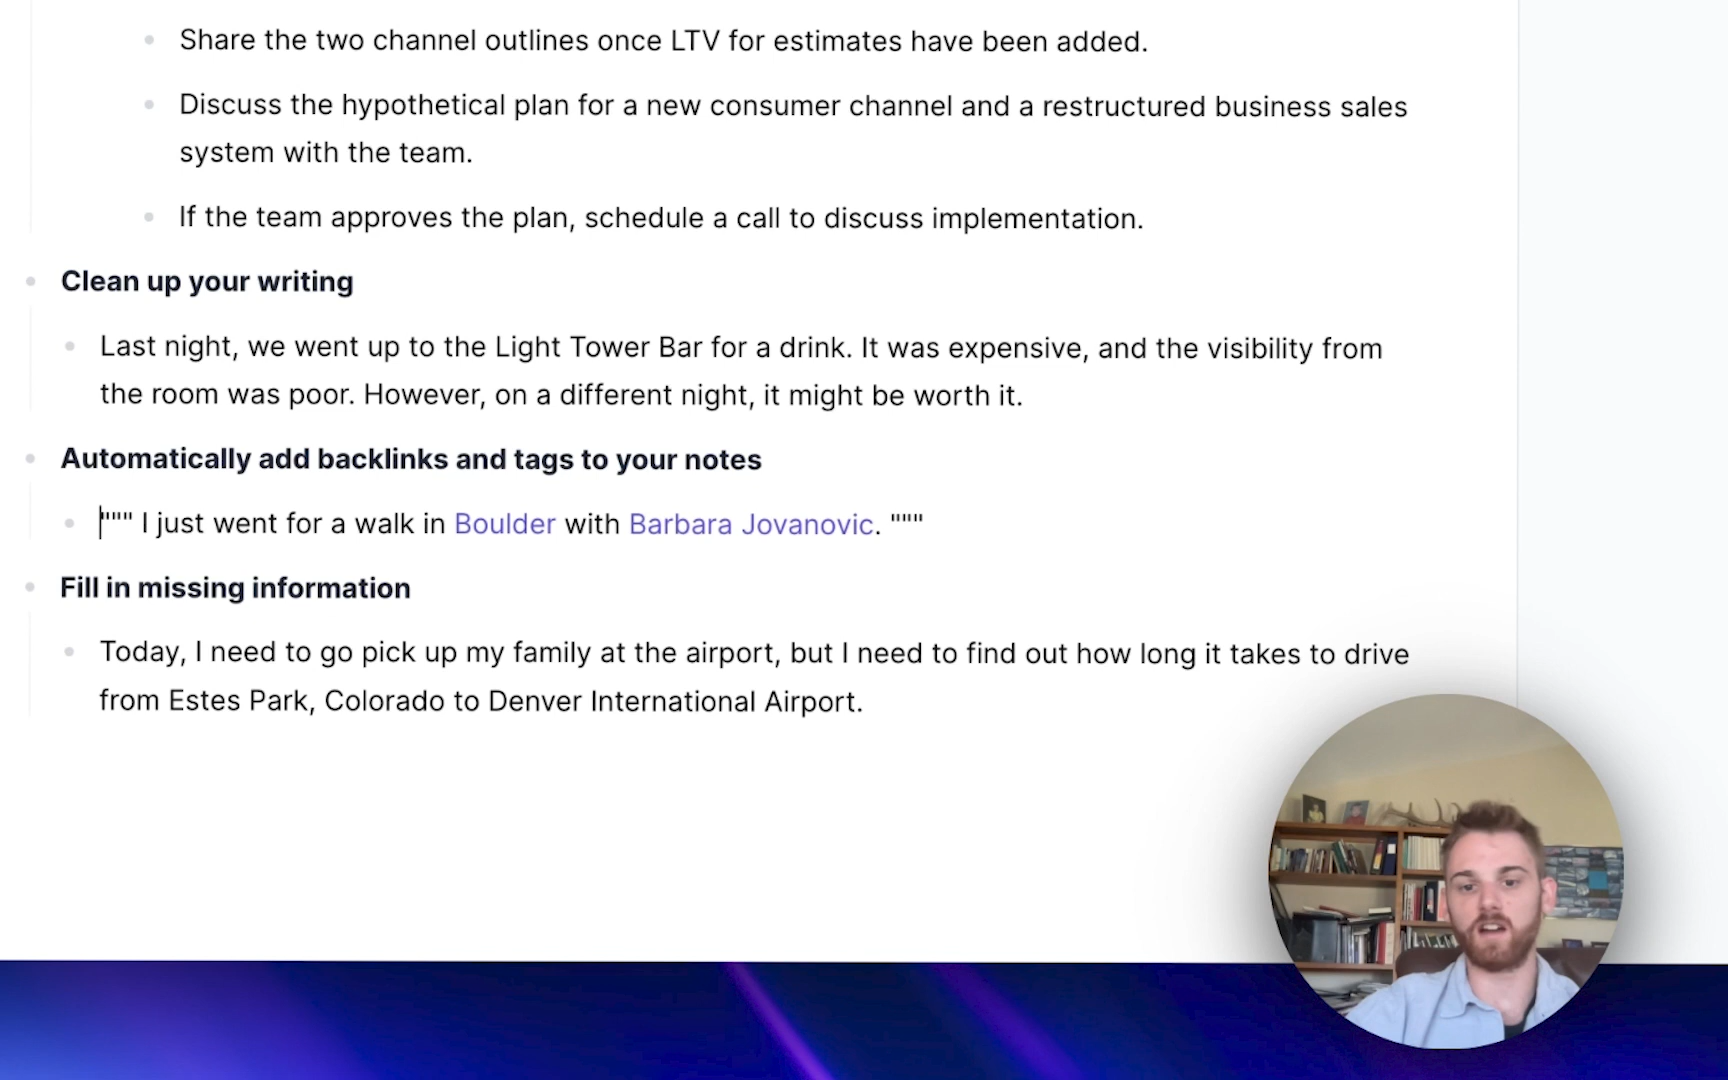 Share the two channel outlines once LTV for estimates have been added.
Discuss the hypothetical plan for a new consumer channel and a restructured business sales
system with the team.
If the team approves the plan, schedule a call to discuss implementation.
Clean up your writing
Last night, we went up to the Light Tower Bar for a drink. It was expensive, and the visibility from
the room was poor. However, on a different night, it might be worth it.
Automatically add backlinks and tags to your notes
""" I just went for a walk in Boulder with Barbara Jovanovic. """
Fill in missing information
Today, I need to go pick up my family at the airport, but I need to find out how long it takes to drive
from Estes Park, Colorado to Denver International Airport.